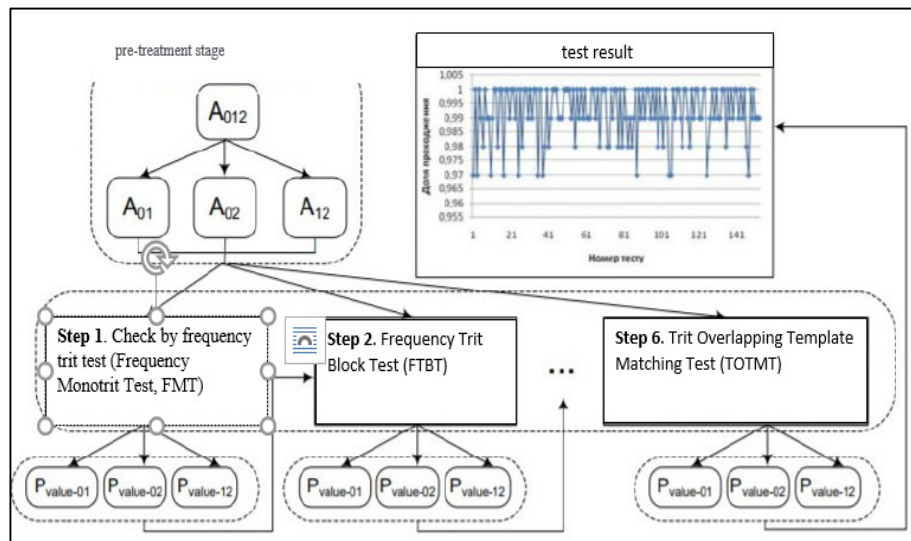 pre-treatment stage
A012
A01
A02
A12
test result
1,005
1
0,995
0,99
0,985
0,98
0,975
0,97
0,965
0,96
0,955
Доля прохождения
1 21 41 61 81 101 121 141
Номер тесту
Step 1. Check by frequency
trit test (Frequency
Monotrit Test, FMT)
Step 2. Frequency Trit
Block Test (FTBT)
...
Step 6. Trit Overlapping Template
Matching Test (TOTMT)
Pvalue-01 Pvalue-02 Pvalue-12
Pvalue-01 Pvalue-02 Pvalue-12
Pvalue-01 Pvalue-02 Pvalue-12